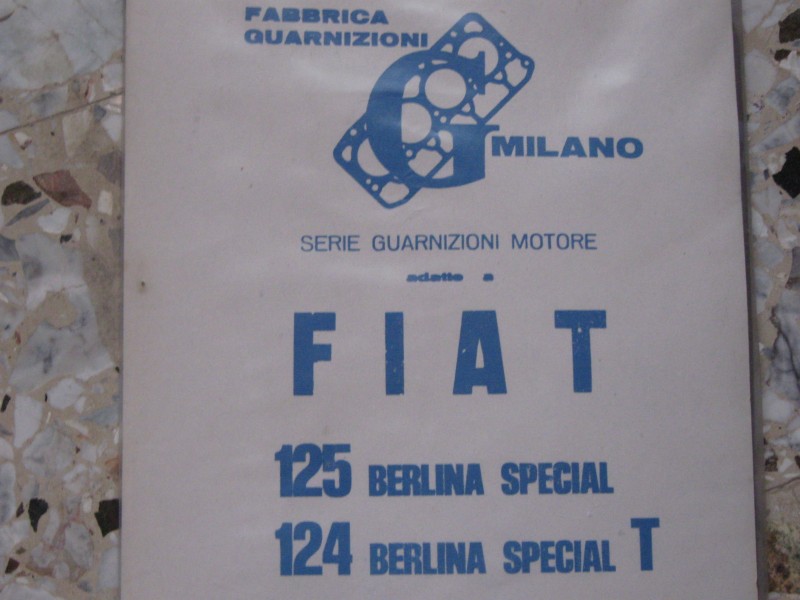 FABBRICA
GUARNIZIONI
G MILANO
SERIE GUARNIZIONI MOTORE
adatte a
FIAT
125 BERLINA SPECIAL
124 BERLINA SPECIAL T